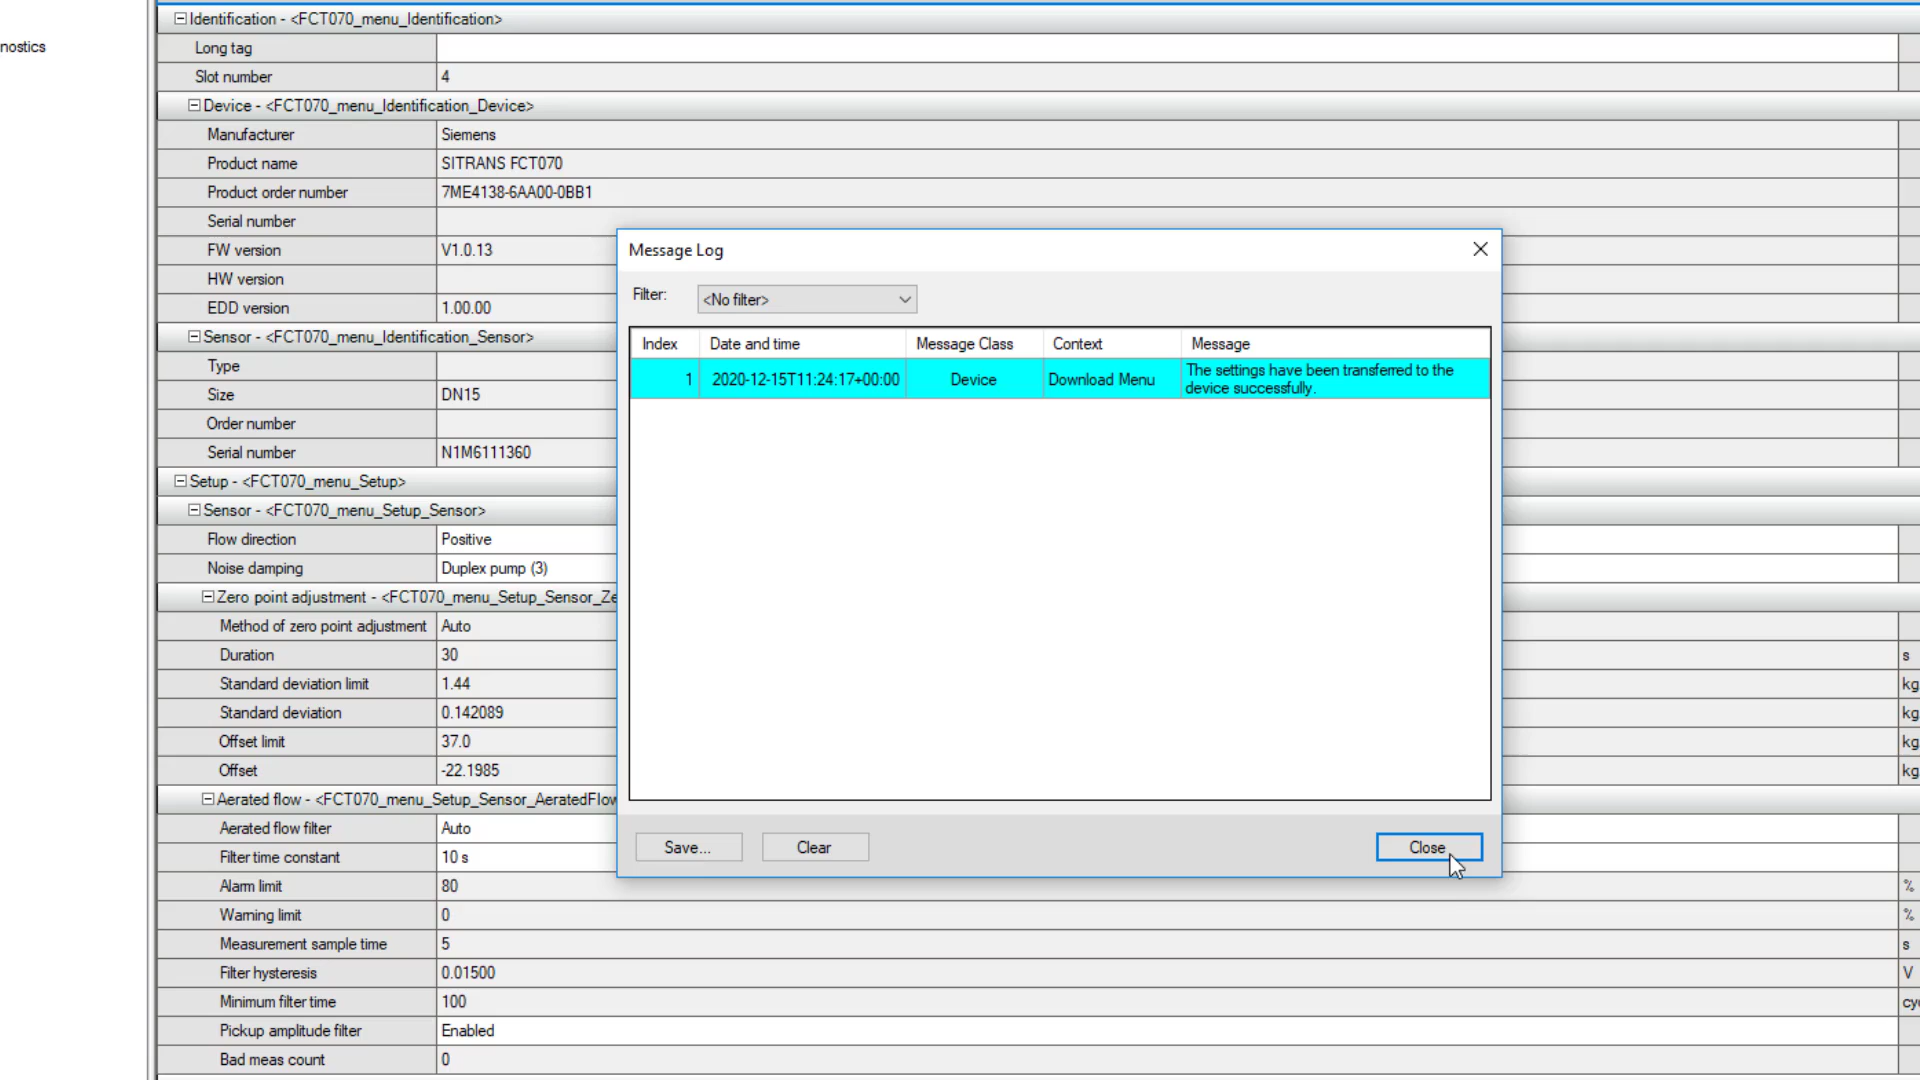 Identification - <FCT070_menu_Identification>
nostics
Long tag
Slot number 4
Device - <FCT070_menu_Identification_Device>
Manufacturer Siemens
Product name SITRANS FCT070
Product order number 7ME4138-6AA00-0BB1
Serial number
FW version V1.0.13
HW version
EDD version 1.00.00
Sensor - <FCT070_menu_Identification_Sensor>
Type
Size DN15
Order number
Serial number N1M6111360
Setup - <FCT070_menu_Setup>
Sensor - <FCT070_menu_Setup_Sensor>
Flow direction Positive
Noise damping Duplex pump (3)
Zero point adjustment - <FCT070_menu_Setup_Sensor_Ze
Method of zero point adjustment Auto
Duration 30 s
Standard deviation limit 1.44 kg
Standard deviation 0.142089 kg
Offset limit 37.0 kg
Offset -22.1985 kg
Aerated flow - <FCT070_menu_Setup_Sensor_AeratedFlow
Aerated flow filter Auto
Filter time constant 10 s
Alarm limit 80 %
Warning limit 0 %
Measurement sample time 5 s
Filter hysteresis 0.01500 V
Minimum filter time 100 cy
Pickup amplitude filter Enabled
Bad meas count 0
Message Log
Filter: <No filter>
Index Date and time Message Class Context Message
1 2020-12-15T11:24:17+00:00 Device Download Menu The settings have been transferred to the
device successfully.
Save... Clear Close